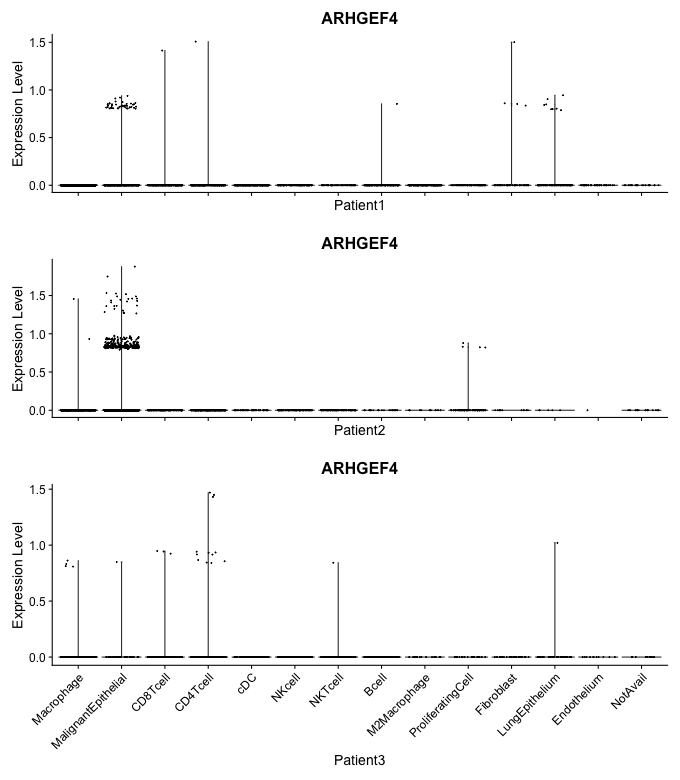 ARHGEF4
Expression Level
1.5
1.0
0.5
0.0
Patient1
ARHGEF4
Expression Level
1.5
1.0
0.5
0.0
Patient2
ARHGEF4
Expression Level
1.5
1.0
0.5
0.0
Macrophage
MalignantEpithelial
CD8Tcell
CD4Tcell
cDC
NKcell
NKTcell
Bcell
M2Macrophage
ProliferatingCell
Fibroblast
LungEpithelium
Endothelium
NotAvail
Patient3